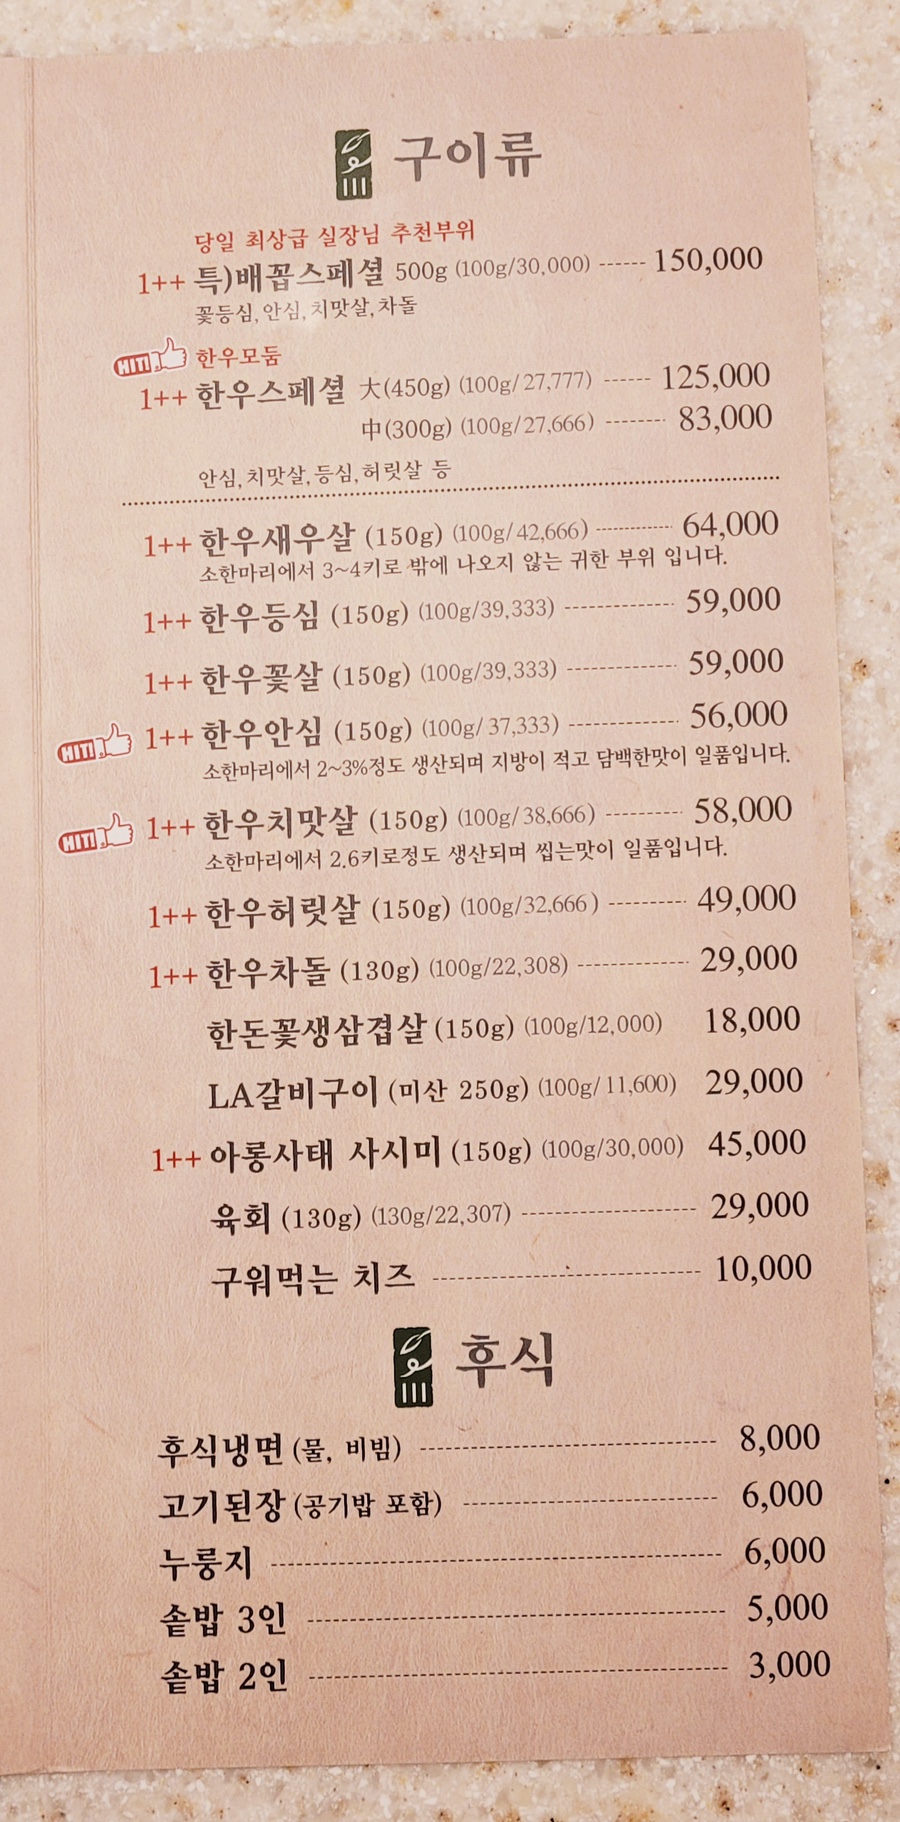 구이류
당일 최상급 실장님 추천부위
1++ 특)배꼽스페셜 500g (100g/30,000) ------ 150,000
꽃등심, 안심, 치맛살, 차돌
HIT! 한우모둠
1++ 한우스페셜 大(450g) (100g/27,777) ------ 125,000
中(300g) (100g/27,666) -------- 83,000
안심, 치맛살, 등심, 허릿살 등
1++ 한우새우살 (150g) (100g/42,666) ------------ 64,000
소한마리에서 3~4키로 밖에 나오지 않는 귀한 부위 입니다.
1++ 한우등심 (150g) (100g/39,333) ---------------- 59,000
1++ 한우꽃살 (150g) (100g/39,333) ---------------- 59,000
HIT! 1++ 한우안심 (150g) (100g/37,333) ---------------- 56,000
소한마리에서 2~3%정도 생산되며 지방이 적고 담백한맛이 일품입니다.
HIT! 1++ 한우치맛살 (150g) (100g/38,666) ----------- 58,000
소한마리에서 2.6키로정도 생산되며 씹는맛이 일품입니다.
1++ 한우허릿살 (150g) (100g/32,666) ----------- 49,000
1++ 한우차돌 (130g) (100g/22,308) ---------------- 29,000
한돈꽃생삼겹살 (150g) (100g/12,000) 18,000
LA갈비구이 (미산 250g) (100g/11,600) 29,000
1++ 아롱사태 사시미 (150g) (100g/30,000) 45,000
육회 (130g) (130g/22,307) ------------------------ 29,000
구워먹는 치즈 ------------------------------------ 10,000
후식
후식냉면 (물, 비빔) ---------------------------------------- 8,000
고기된장 (공기밥 포함) ---------------------------------- 6,000
누룽지 ------------------------------------------------------ 6,000
솥밥 3인 ---------------------------------------------------- 5,000
솥밥 2인 ---------------------------------------------------- 3,000